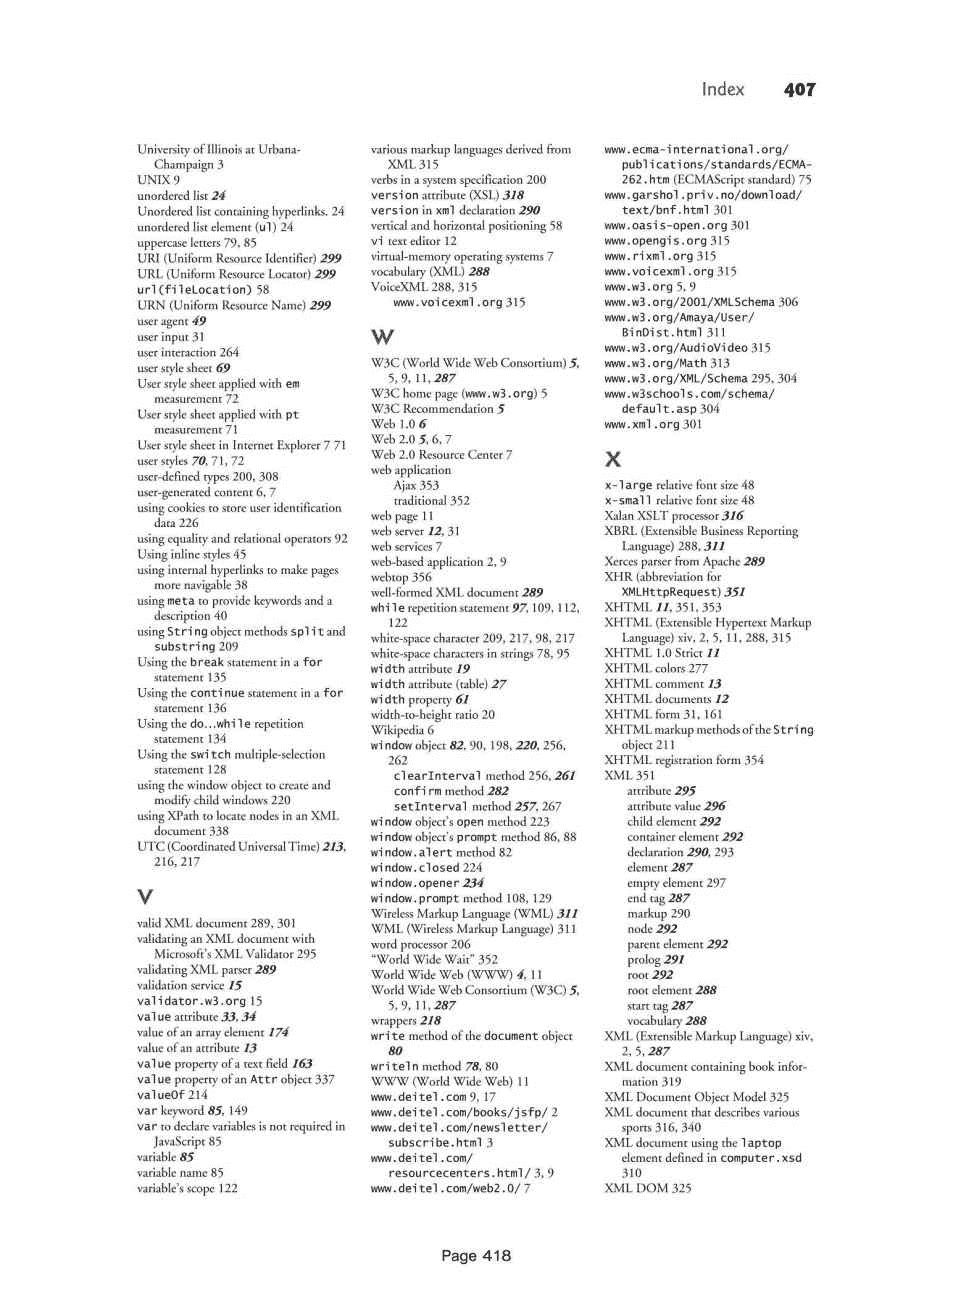 Index 407
University of Illinois at Urbana-
Champaign 3
UNIX 9
unordered list 24
Unordered list containing hyperlinks. 24
unordered list element (ul) 24
uppercase letters 79, 85
URI (Uniform Resource Identifier) 299
URL (Uniform Resource Locator) 299
url(fileLocation) 58
URN (Uniform Resource Name) 299
user agent 49
user input 31
user interaction 264
user style sheet 69
User style sheet applied with em
measurement 72
User style sheet applied with pt
measurement 71
User style sheet in Internet Explorer 7 71
user styles 70, 71, 72
user-defined types 200, 308
user-generated content 6, 7
using cookies to store user identification
data 226
using equality and relational operators 92
Using inline styles 45
using internal hyperlinks to make pages
more navigable 38
using meta to provide keywords and a
description 40
using String object methods split and
substring 209
Using the break statement in a for
statement 135
Using the continue statement in a for
statement 136
Using the do...while repetition
statement 134
Using the switch multiple-selection
statement 128
using the window object to create and
modify child windows 220
using XPath to locate nodes in an XML
document 338
UTC (Coordinated Universal Time) 213,
216, 217
V
valid XML document 289, 301
validating an XML document with
Microsoft's XML Validator 295
validating XML parser 289
validation service 15
validator.w3.org 15
value attribute 33, 34
value of an array element 174
value of an attribute 13
value property of a text field 163
value property of an Attr object 337
valueOf 214
var keyword 85, 149
var to declare variables is not required in
JavaScript 85
variable 85
variable name 85
variable's scope 122
various markup languages derived from
XML 315
verbs in a system specification 200
version attribute (XSL) 318
version in xml declaration 290
vertical and horizontal positioning 58
vi text editor 12
virtual-memory operating systems 7
vocabulary (XML) 288
VoiceXML 288, 315
www.voicexml.org 315
W
W3C (World Wide Web Consortium) 5,
5, 9, 11, 287
W3C home page (www.w3.org) 5
W3C Recommendation 5
Web 1.0 6
Web 2.0 5, 6, 7
Web 2.0 Resource Center 7
web application
Ajax 353
traditional 352
web page 11
web server 12, 31
web services 7
web-based application 2, 9
webtop 356
well-formed XML document 289
while repetition statement 97, 109, 112,
122
white-space character 209, 217, 98, 217
white-space characters in strings 78, 95
width attribute 19
width attribute (table) 27
width property 61
width-to-height ratio 20
Wikipedia 6
window object 82, 90, 198, 220, 256,
262
clearInterval method 256, 261
confirm method 282
setInterval method 257, 267
window object's open method 223
window object's prompt method 86, 88
window.alert method 82
window.closed 224
window.opener 234
window.prompt method 108, 129
Wireless Markup Language (WML) 311
WML (Wireless Markup Language) 311
word processor 206
"World Wide Wait" 352
World Wide Web (WWW) 4, 11
World Wide Web Consortium (W3C) 5,
5, 9, 11, 287
wrappers 218
write method of the document object
80
writeln method 78, 80
WWW (World Wide Web) 11
www.deitel.com 9, 17
www.deitel.com/books/jsfp/ 2
www.deitel.com/newsletter/
subscribe.html 3
www.deitel.com/
resourcecenters.html/ 3, 9
www.deitel.com/web2.0/ 7
www.ecma-international.org/
publications/standards/ECMA-
262.htm (ECMAScript standard) 75
www.garshol.priv.no/download/
text/bnf.html 301
www.oasis-open.org 301
www.opengis.org 315
www.rixml.org 315
www.voicexml.org 315
www.w3.org 5, 9
www.w3.org/2001/XMLSchema 306
www.w3.org/Amaya/User/
BinDist.html 311
www.w3.org/AudioVideo 315
www.w3.org/Math 313
www.w3.org/XML/Schema 295, 304
www.w3schools.com/schema/
default.asp 304
www.xml.org 301
X
x-large relative font size 48
x-small relative font size 48
Xalan XSLT processor 316
XBRL (Extensible Business Reporting
Language) 288, 311
Xerces parser from Apache 289
XHR (abbreviation for
XMLHttpRequest) 351
XHTML 11, 351, 353
XHTML (Extensible Hypertext Markup
Language) xiv, 2, 5, 11, 288, 315
XHTML 1.0 Strict 11
XHTML colors 277
XHTML comment 13
XHTML documents 12
XHTML form 31, 161
XHTML markup methods of the String
object 211
XHTML registration form 354
XML 351
attribute 295
attribute value 296
child element 292
container element 292
declaration 290, 293
element 287
empty element 297
end tag 287
markup 290
node 292
parent element 292
prolog 291
root 292
root element 288
start tag 287
vocabulary 288
XML (Extensible Markup Language) xiv,
2, 5, 287
XML document containing book infor-
mation 319
XML Document Object Model 325
XML document that describes various
sports 316, 340
XML document using the laptop
element defined in computer.xsd
310
XML DOM 325
Page 418